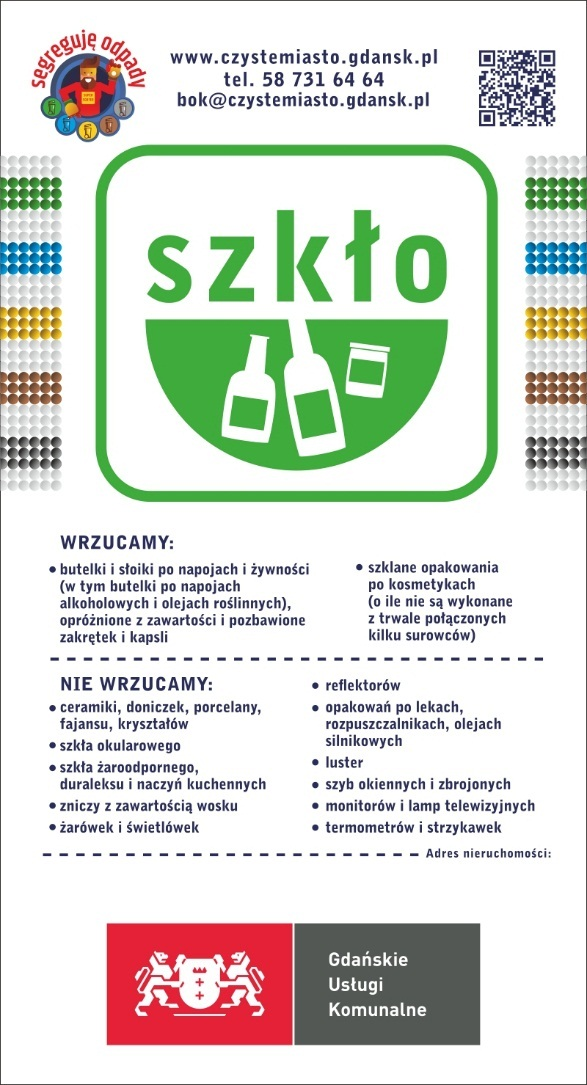 segreguję odpady
www.czystemiasto.gdansk.pl
tel. 58 731 64 64
bok@czystemiasto.gdansk.pl
szkło
WRZUCAMY:
• butelki i słoiki po napojach i żywności
(w tym butelki po napojach
alkoholowych i olejach roślinnych),
opróżnione z zawartości i pozbawione
zakrętek i kapsli
• szklane opakowania
po kosmetykach
(o ile nie są wykonane
z trwale połączonych
kilku surowców)
NIE WRZUCAMY:
• ceramiki, doniczek, porcelany,
fajansu, kryształów
• szkła okularowego
• szkła żaroodpornego,
duraleksu i naczyń kuchennych
• zniczy z zawartością wosku
• żarówek i świetlówek
• reflektorów
• opakowań po lekach,
rozpuszczalnikach, olejach
silnikowych
• luster
• szyb okiennych i zbrojonych
• monitorów i lamp telewizyjnych
• termometrów i strzykawek
Adres nieruchomości:
Gdańskie
Usługi
Komunalne